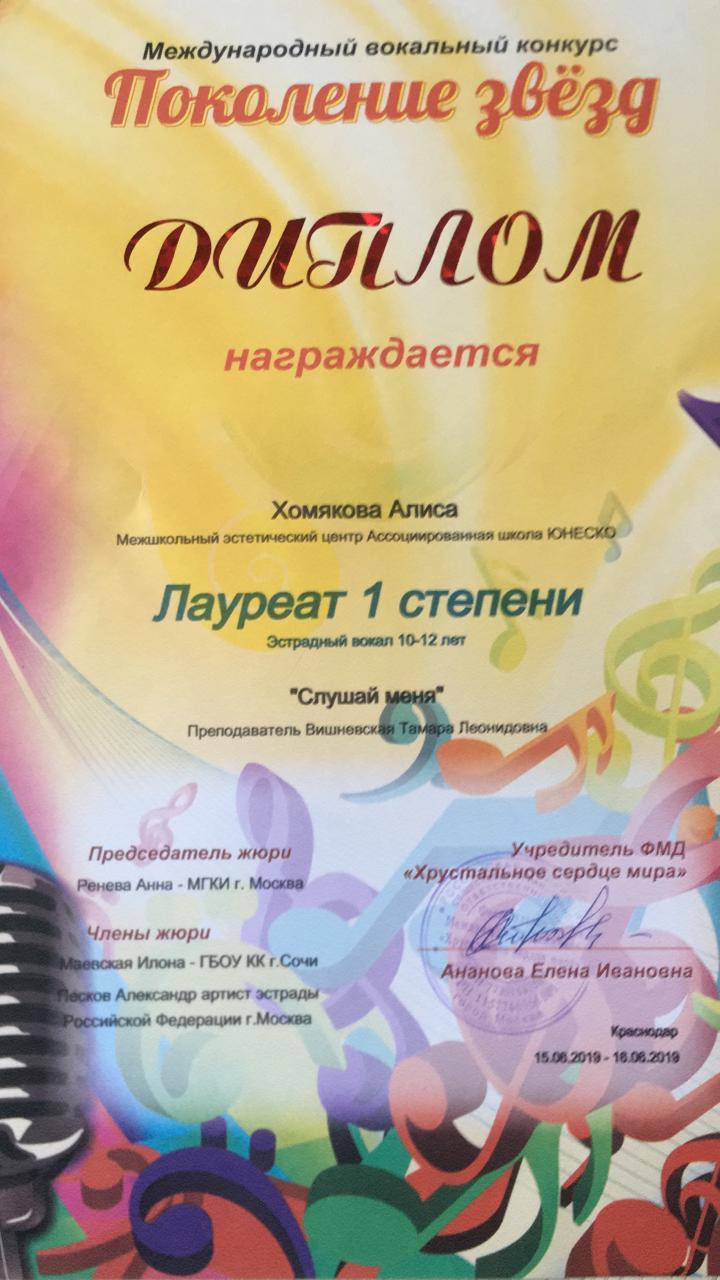 Международный вокальный конкурс
Поколение звёзд
ДИПЛОМ
награждается
Хомякова Алиса
Межшкольный эстетический центр Ассоциированная школа ЮНЕСКО
Лауреат 1 степени
Эстрадный вокал 10-12 лет
"Слушай меня"
Преподаватель Вишневская Тамара Леонидовна
Председатель жюри
Ренева Анна - МГКИ г. Москва
Члены жюри
Маевская Илона - ГБОУ КК г.Сочи
Песков Александр артист эстрады
Российской Федерации г.Москва
Учредитель ФМД
«Хрустальное сердце мира»
Ананова Елена Ивановна
Краснодар
15.06.2019 - 16.06.2019